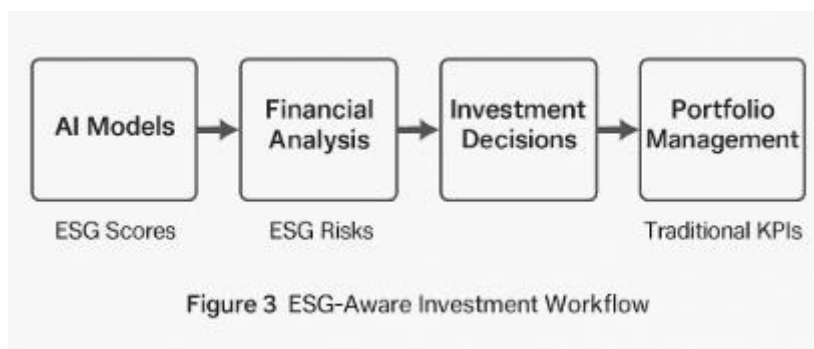 AI Models
Financial
Analysis
Investment
Decisions
Portfolio
Management
ESG Scores
ESG Risks
Traditional KPIs
Figure 3 ESG-Aware Investment Workflow